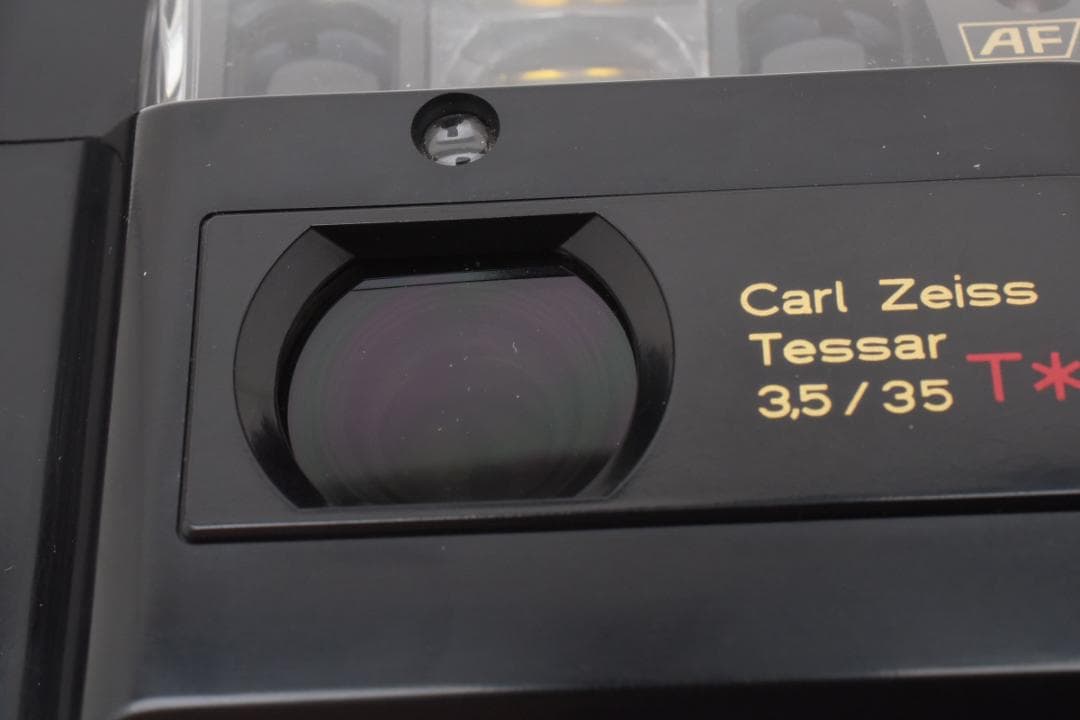 AF
Carl Zeiss
Tessar
3,5 / 35 T*